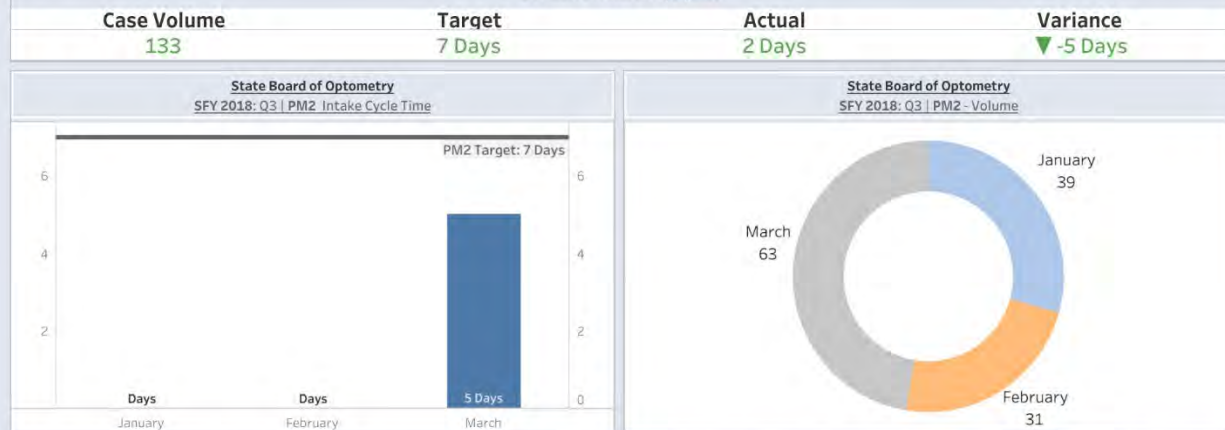 Case Volume Target Actual Variance
133 7 Days 2 Days ▼ -5 Days
State Board of Optometry
SFY 2018: Q3 | PM2 Intake Cycle Time
PM2 Target: 7 Days
6 6
4 4
2 2
Days Days 5 Days 0
January February March
State Board of Optometry
SFY 2018: Q3 | PM2 - Volume
January
39
March
63
February
31